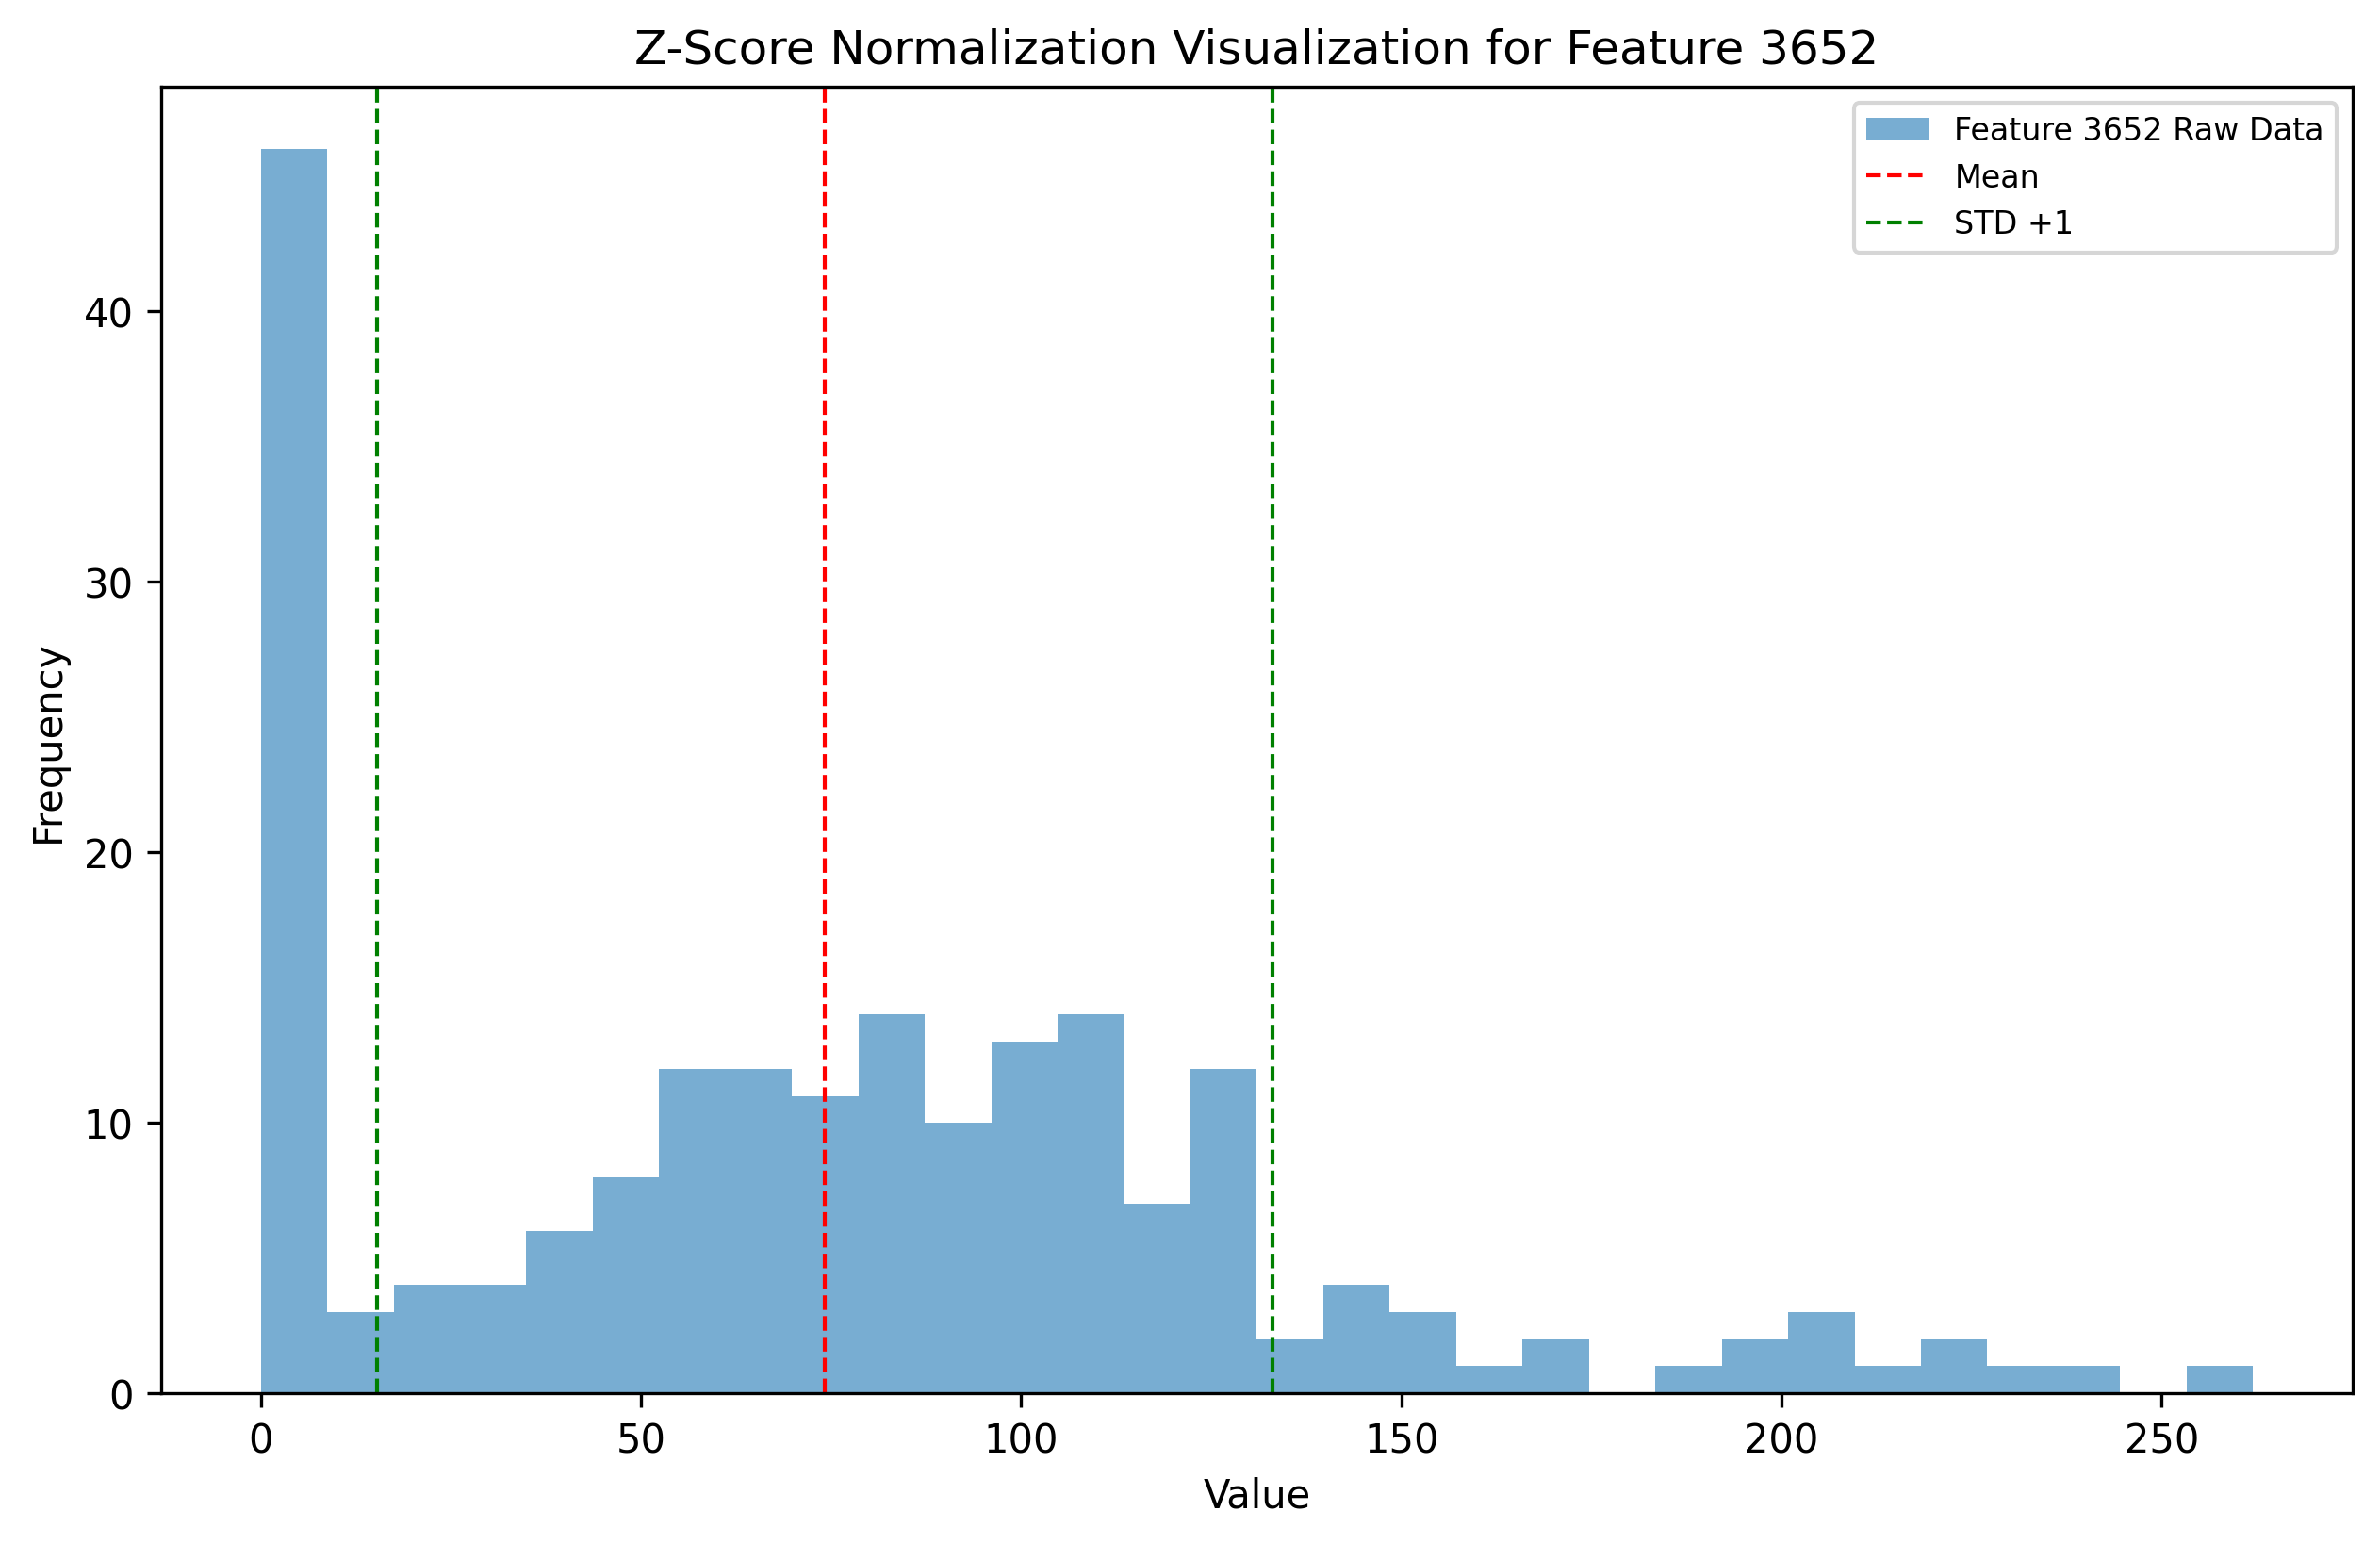 Z-Score Normalization Visualization for Feature 3652
Feature 3652 Raw Data
Mean
STD +1
40
30
20
10
0
Frequency
0 50 100 150 200 250
Value